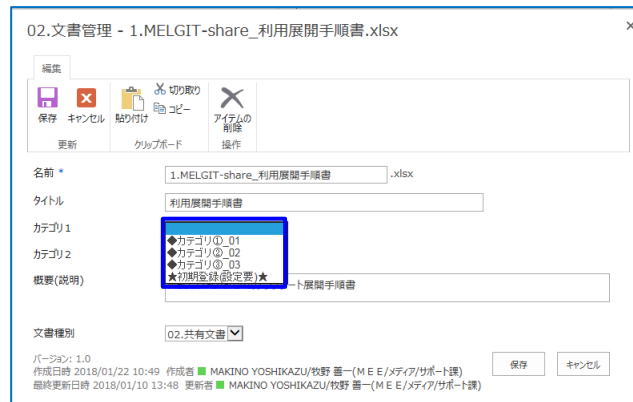 02.文書管理 - 1.MELGIT-share_利用展開手順書.xlsx
×
編集
保存
キャンセル
貼り付け
切り取り
コピー
アイテムの
削除
更新
クリップボード
操作
名前 *
1.MELGIT-share_利用展開手順書 .xlsx
タイトル
利用展開手順書
カテゴリ1
カテゴリ2
◆カテゴリ①_01
◆カテゴリ②_02
◆カテゴリ③_03
★初期登録(設定要)★
概要(説明)
ート展開手順書
文書種別
02.共有文書
バージョン: 1.0
作成日時 2018/01/22 10:49 作成者 MAKINO YOSHIKAZU/牧野 善一(ＭＥＥ/メディア/サポート課)
最終更新日時 2018/01/10 13:48 更新者 MAKINO YOSHIKAZU/牧野 善一(ＭＥＥ/メディア/サポート課)
保存
キャンセル